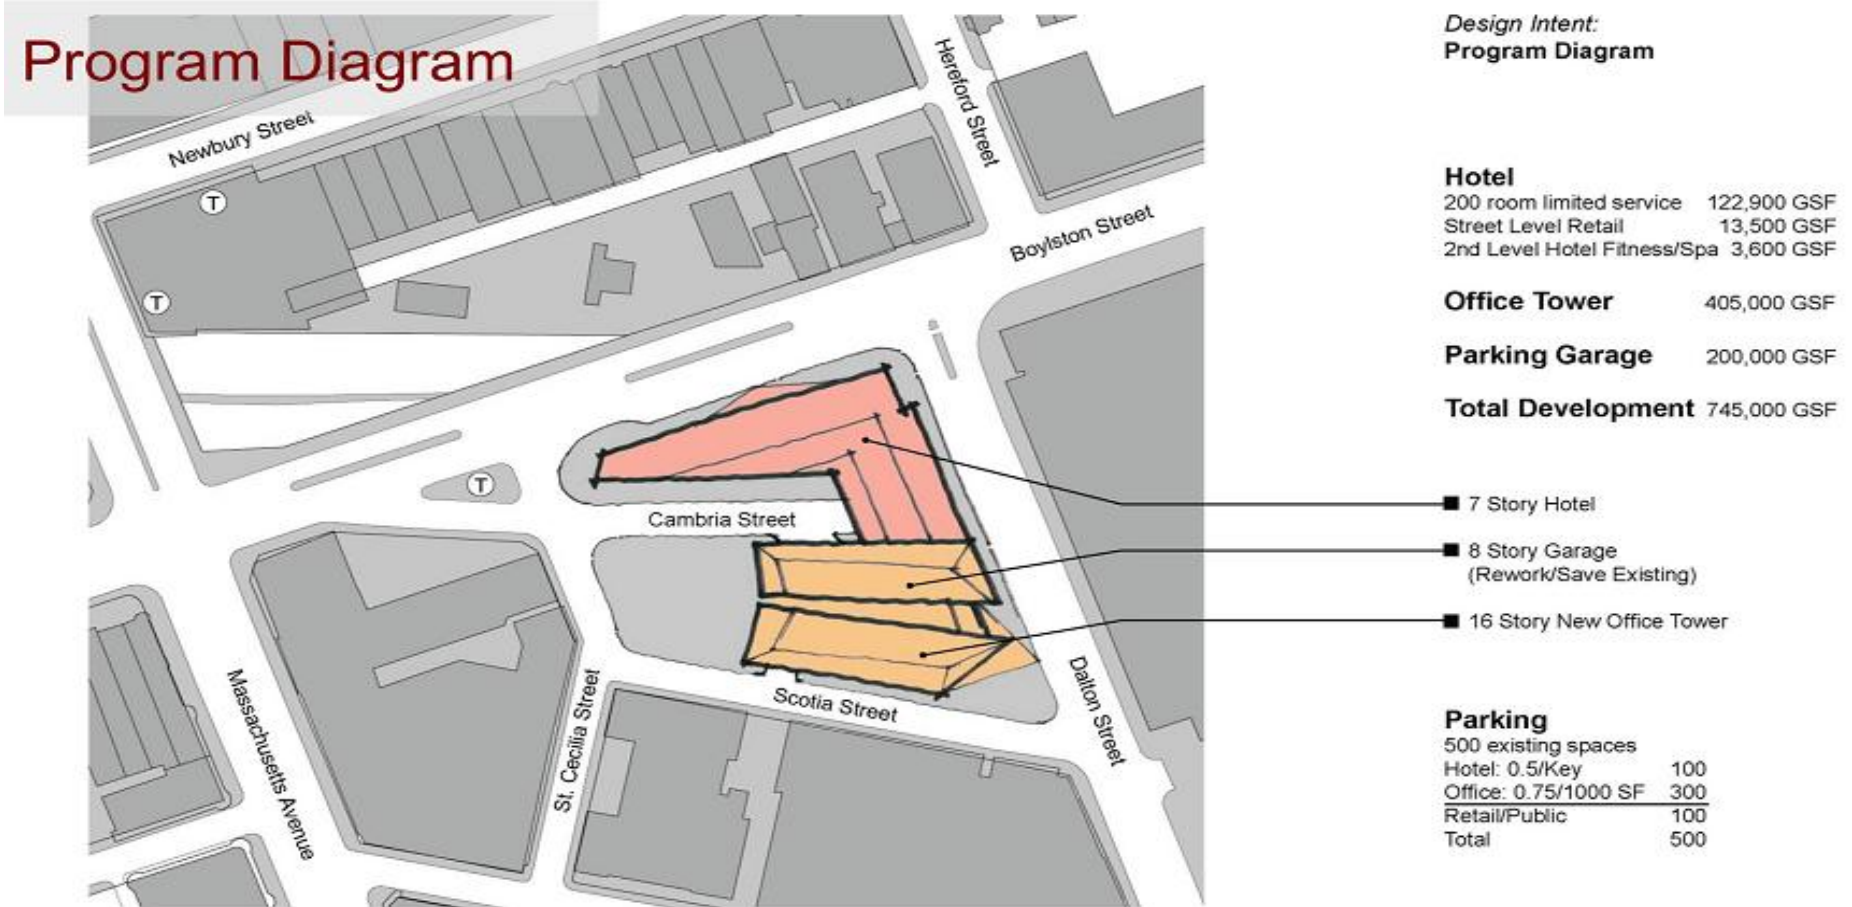 Program Diagram
Newbury Street
Hereford Street
T
Boylston Street
T
T
Cambria Street
Massachusetts Avenue
St. Cecilia Street
Scotia Street
Dalton Street
Design Intent:
Program Diagram
Hotel
200 room limited service 122,900 GSF
Street Level Retail 13,500 GSF
2nd Level Hotel Fitness/Spa 3,600 GSF
Office Tower 405,000 GSF
Parking Garage 200,000 GSF
Total Development 745,000 GSF
7 Story Hotel
8 Story Garage
(Rework/Save Existing)
16 Story New Office Tower
Parking
500 existing spaces
Hotel: 0.5/Key 100
Office: 0.75/1000 SF 300
Retail/Public 100
Total 500